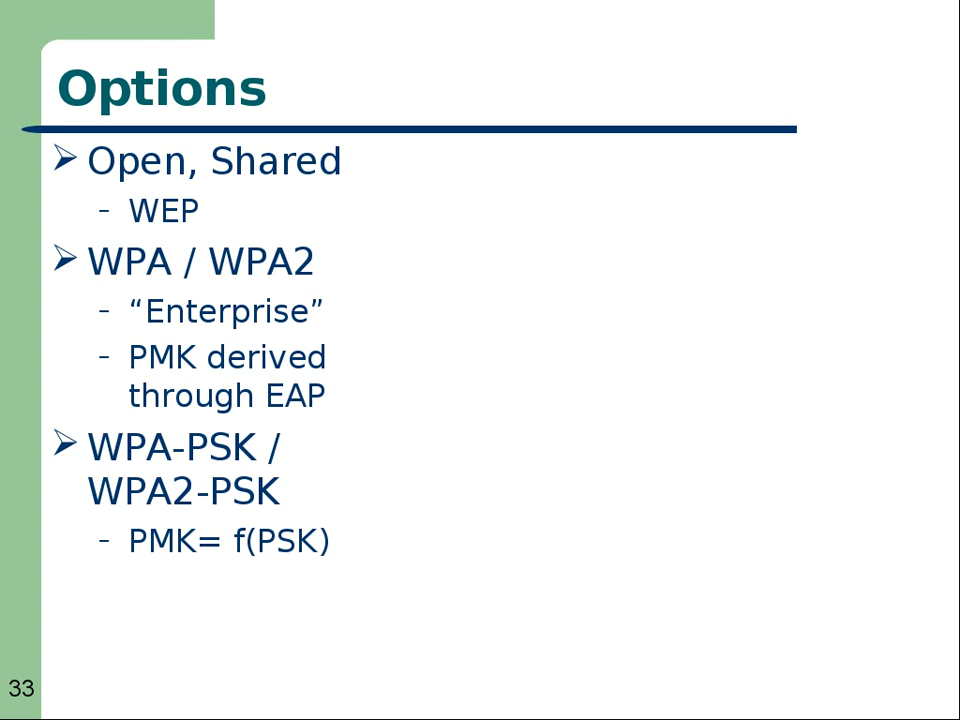 Options
➢ Open, Shared
– WEP
➢ WPA / WPA2
– “Enterprise”
– PMK derived
through EAP
➢ WPA-PSK /
WPA2-PSK
– PMK= f(PSK)
33